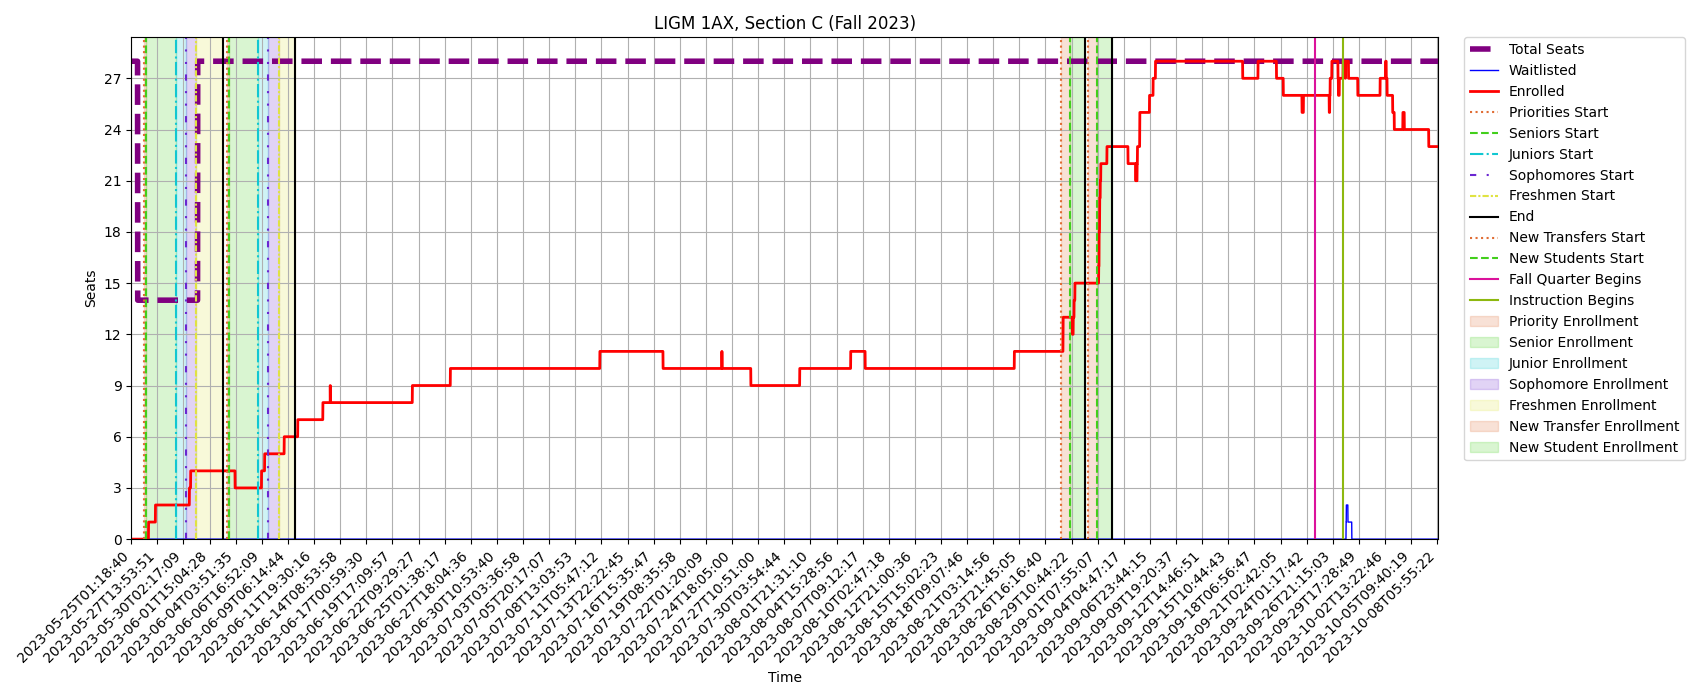 LIGM 1AX, Section C (Fall 2023)
Seats
27
24
21
18
15
12
9
6
3
0
2023-05-25T01:18:40
2023-05-27T13:53:51
2023-05-30T02:17:09
2023-06-01T15:04:28
2023-06-04T03:51:35
2023-06-06T16:52:09
2023-06-09T06:14:44
2023-06-11T19:30:16
2023-06-14T08:53:58
2023-06-17T00:59:30
2023-06-19T17:09:57
2023-06-22T09:29:27
2023-06-25T01:38:17
2023-06-27T18:04:36
2023-06-30T10:53:40
2023-07-03T03:36:58
2023-07-05T20:17:07
2023-07-08T13:03:53
2023-07-11T05:47:12
2023-07-13T22:22:45
2023-07-16T15:35:47
2023-07-19T08:35:58
2023-07-22T01:20:09
2023-07-24T18:05:00
2023-07-27T10:51:00
2023-07-30T03:54:44
2023-08-01T21:31:10
2023-08-04T15:28:56
2023-08-07T09:12:17
2023-08-10T02:47:18
2023-08-12T21:00:36
2023-08-15T15:02:23
2023-08-18T09:07:46
2023-08-21T03:14:56
2023-08-23T21:45:05
2023-08-26T16:16:40
2023-08-29T10:44:22
2023-09-01T07:55:07
2023-09-04T04:47:17
2023-09-06T23:44:15
2023-09-09T19:20:37
2023-09-12T14:46:51
2023-09-15T10:44:43
2023-09-18T06:56:47
2023-09-21T02:42:05
2023-09-24T01:17:42
2023-09-26T21:15:03
2023-09-29T17:28:49
2023-10-02T13:22:46
2023-10-05T09:40:19
2023-10-08T05:55:22
Time
Total Seats
Waitlisted
Enrolled
Priorities Start
Seniors Start
Juniors Start
Sophomores Start
Freshmen Start
End
New Transfers Start
New Students Start
Fall Quarter Begins
Instruction Begins
Priority Enrollment
Senior Enrollment
Junior Enrollment
Sophomore Enrollment
Freshmen Enrollment
New Transfer Enrollment
New Student Enrollment